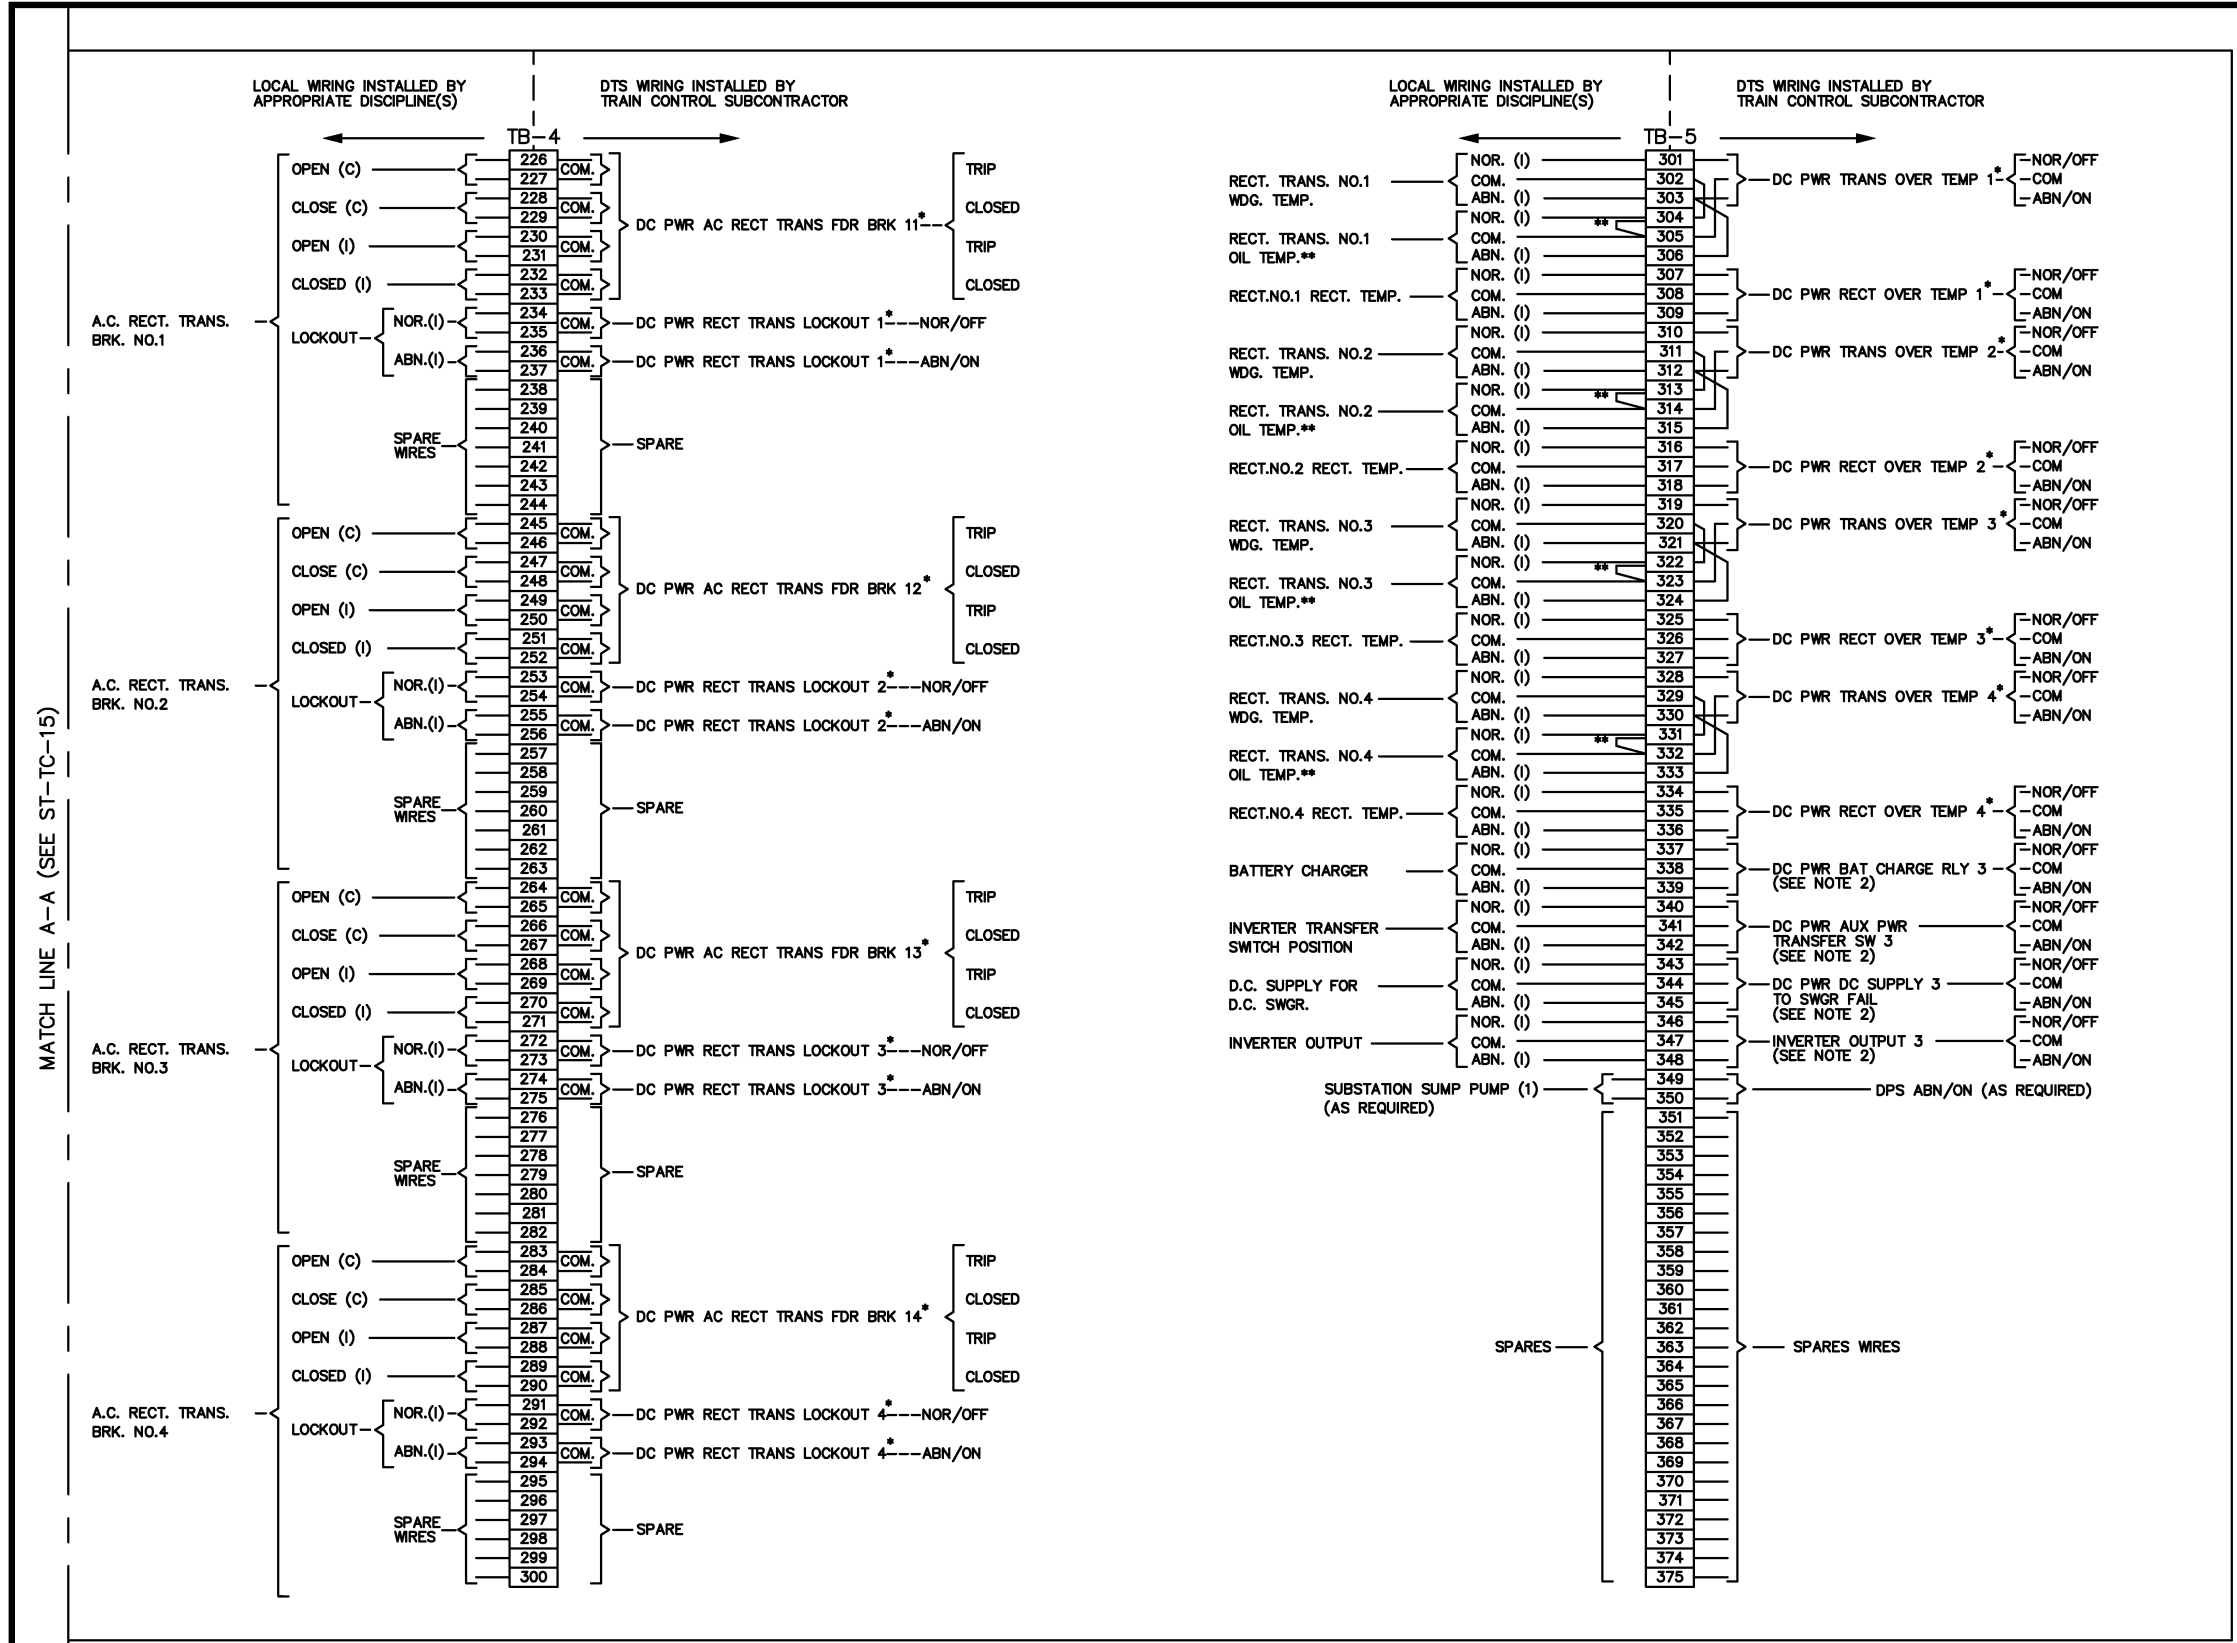 MATCH LINE A-A (SEE ST-TC-15)
LOCAL WIRING INSTALLED BY
APPROPRIATE DISCIPLINE(S)
DTS WIRING INSTALLED BY
TRAIN CONTROL SUBCONTRACTOR
TB-4
A.C. RECT. TRANS.
BRK. NO.1
OPEN (C) 226 COM. TRIP
227
CLOSE (C) 228 COM. CLOSED
229
DC PWR AC RECT TRANS FDR BRK 11*--
OPEN (I) 230 COM. TRIP
231
CLOSED (I) 232 COM. CLOSED
233
LOCKOUT
NOR.(I) 234 COM. DC PWR RECT TRANS LOCKOUT 1*---NOR/OFF
235
ABN.(I) 236 COM. DC PWR RECT TRANS LOCKOUT 1*---ABN/ON
237
238
239
240
SPARE
WIRES
241 SPARE
242
243
244
A.C. RECT. TRANS.
BRK. NO.2
OPEN (C) 245 COM. TRIP
246
CLOSE (C) 247 COM. CLOSED
248
DC PWR AC RECT TRANS FDR BRK 12*
OPEN (I) 249 COM. TRIP
250
CLOSED (I) 251 COM. CLOSED
252
LOCKOUT
NOR.(I) 253 COM. DC PWR RECT TRANS LOCKOUT 2*---NOR/OFF
254
ABN.(I) 255 COM. DC PWR RECT TRANS LOCKOUT 2*---ABN/ON
256
257
258
259
SPARE
WIRES
260 SPARE
261
262
263
A.C. RECT. TRANS.
BRK. NO.3
OPEN (C) 264 COM. TRIP
265
CLOSE (C) 266 COM. CLOSED
267
DC PWR AC RECT TRANS FDR BRK 13*
OPEN (I) 268 COM. TRIP
269
CLOSED (I) 270 COM. CLOSED
271
LOCKOUT
NOR.(I) 272 COM. DC PWR RECT TRANS LOCKOUT 3*---NOR/OFF
273
ABN.(I) 274 COM. DC PWR RECT TRANS LOCKOUT 3*---ABN/ON
275
276
277
278
SPARE
WIRES
279 SPARE
280
281
282
A.C. RECT. TRANS.
BRK. NO.4
OPEN (C) 283 COM. TRIP
284
CLOSE (C) 285 COM. CLOSED
286
DC PWR AC RECT TRANS FDR BRK 14*
OPEN (I) 287 COM. TRIP
288
CLOSED (I) 289 COM. CLOSED
290
LOCKOUT
NOR.(I) 291 COM. DC PWR RECT TRANS LOCKOUT 4*---NOR/OFF
292
ABN.(I) 293 COM. DC PWR RECT TRANS LOCKOUT 4*---ABN/ON
294
295
296
297
SPARE
WIRES
298 SPARE
299
300
LOCAL WIRING INSTALLED BY
APPROPRIATE DISCIPLINE(S)
DTS WIRING INSTALLED BY
TRAIN CONTROL SUBCONTRACTOR
TB-5
RECT. TRANS. NO.1
WDG. TEMP.
NOR. (I) 301 NOR/OFF
COM. 302 DC PWR TRANS OVER TEMP 1* COM
ABN. (I) 303 ABN/ON
RECT. TRANS. NO.1
OIL TEMP.**
NOR. (I) ** 304
COM. 305
ABN. (I) 306
RECT.NO.1 RECT. TEMP.
NOR. (I) 307 NOR/OFF
COM. 308 DC PWR RECT OVER TEMP 1* COM
ABN. (I) 309 ABN/ON
RECT. TRANS. NO.2
WDG. TEMP.
NOR. (I) 310 NOR/OFF
COM. 311 DC PWR TRANS OVER TEMP 2* COM
ABN. (I) 312 ABN/ON
RECT. TRANS. NO.2
OIL TEMP.**
NOR. (I) ** 313
COM. 314
ABN. (I) 315
RECT.NO.2 RECT. TEMP.
NOR. (I) 316 NOR/OFF
COM. 317 DC PWR RECT OVER TEMP 2* COM
ABN. (I) 318 ABN/ON
RECT. TRANS. NO.3
WDG. TEMP.
NOR. (I) 319 NOR/OFF
COM. 320 DC PWR TRANS OVER TEMP 3* COM
ABN. (I) 321 ABN/ON
RECT. TRANS. NO.3
OIL TEMP.**
NOR. (I) ** 322
COM. 323
ABN. (I) 324
RECT.NO.3 RECT. TEMP.
NOR. (I) 325 NOR/OFF
COM. 326 DC PWR RECT OVER TEMP 3* COM
ABN. (I) 327 ABN/ON
RECT. TRANS. NO.4
WDG. TEMP.
NOR. (I) 328 NOR/OFF
COM. 329 DC PWR TRANS OVER TEMP 4* COM
ABN. (I) 330 ABN/ON
RECT. TRANS. NO.4
OIL TEMP.**
NOR. (I) ** 331
COM. 332
ABN. (I) 333
RECT.NO.4 RECT. TEMP.
NOR. (I) 334 NOR/OFF
COM. 335 DC PWR RECT OVER TEMP 4* COM
ABN. (I) 336 ABN/ON
BATTERY CHARGER
NOR. (I) 337 NOR/OFF
COM. 338 DC PWR BAT CHARGE RLY 3 COM
(SEE NOTE 2)
ABN. (I) 339 ABN/ON
INVERTER TRANSFER
SWITCH POSITION
NOR. (I) 340 NOR/OFF
COM. 341 DC PWR AUX PWR COM
TRANSFER SW 3
(SEE NOTE 2)
ABN. (I) 342 ABN/ON
D.C. SUPPLY FOR
D.C. SWGR.
NOR. (I) 343 NOR/OFF
COM. 344 DC PWR DC SUPPLY 3 COM
TO SWGR FAIL
(SEE NOTE 2)
ABN. (I) 345 ABN/ON
INVERTER OUTPUT
NOR. (I) 346 NOR/OFF
COM. 347 INVERTER OUTPUT 3 COM
(SEE NOTE 2)
ABN. (I) 348 ABN/ON
SUBSTATION SUMP PUMP (1)
(AS REQUIRED)
349
350
DPS ABN/ON (AS REQUIRED)
351
352
353
354
355
356
357
358
359
360
361
362
SPARES 363 SPARES WIRES
364
365
366
367
368
369
370
371
372
373
374
375